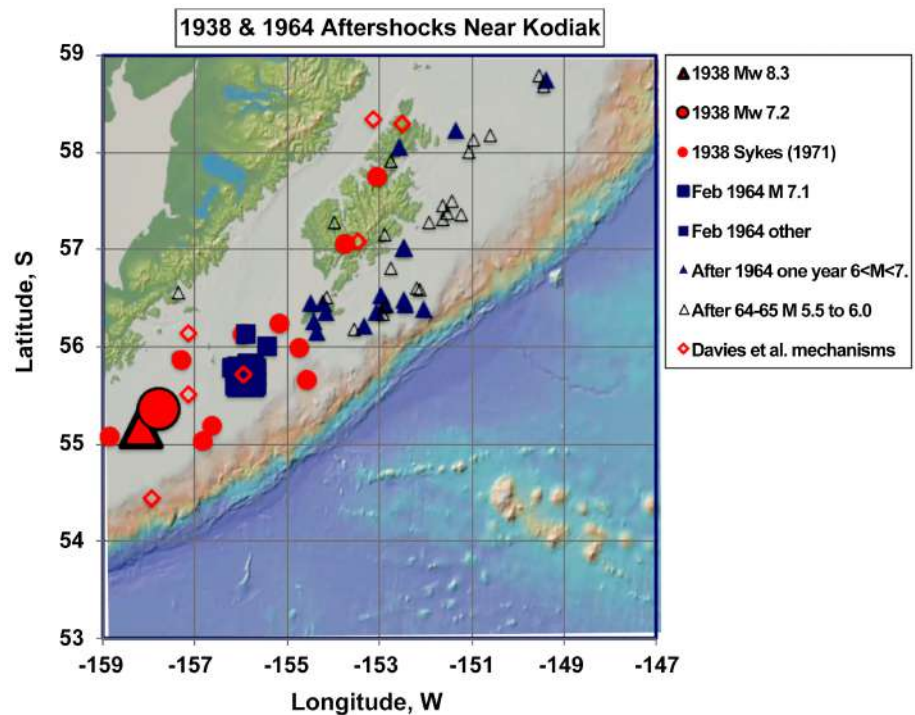 1938 & 1964 Aftershocks Near Kodiak
59
58
57
56
55
54
53
Latitude, S
-159
-157
-155
-153
-151
-149
-147
Longitude, W
1938 Mw 8.3
1938 Mw 7.2
1938 Sykes (1971)
Feb 1964 M 7.1
Feb 1964 other
After 1964 one year 6<M<7.
After 64-65 M 5.5 to 6.0
Davies et al. mechanisms